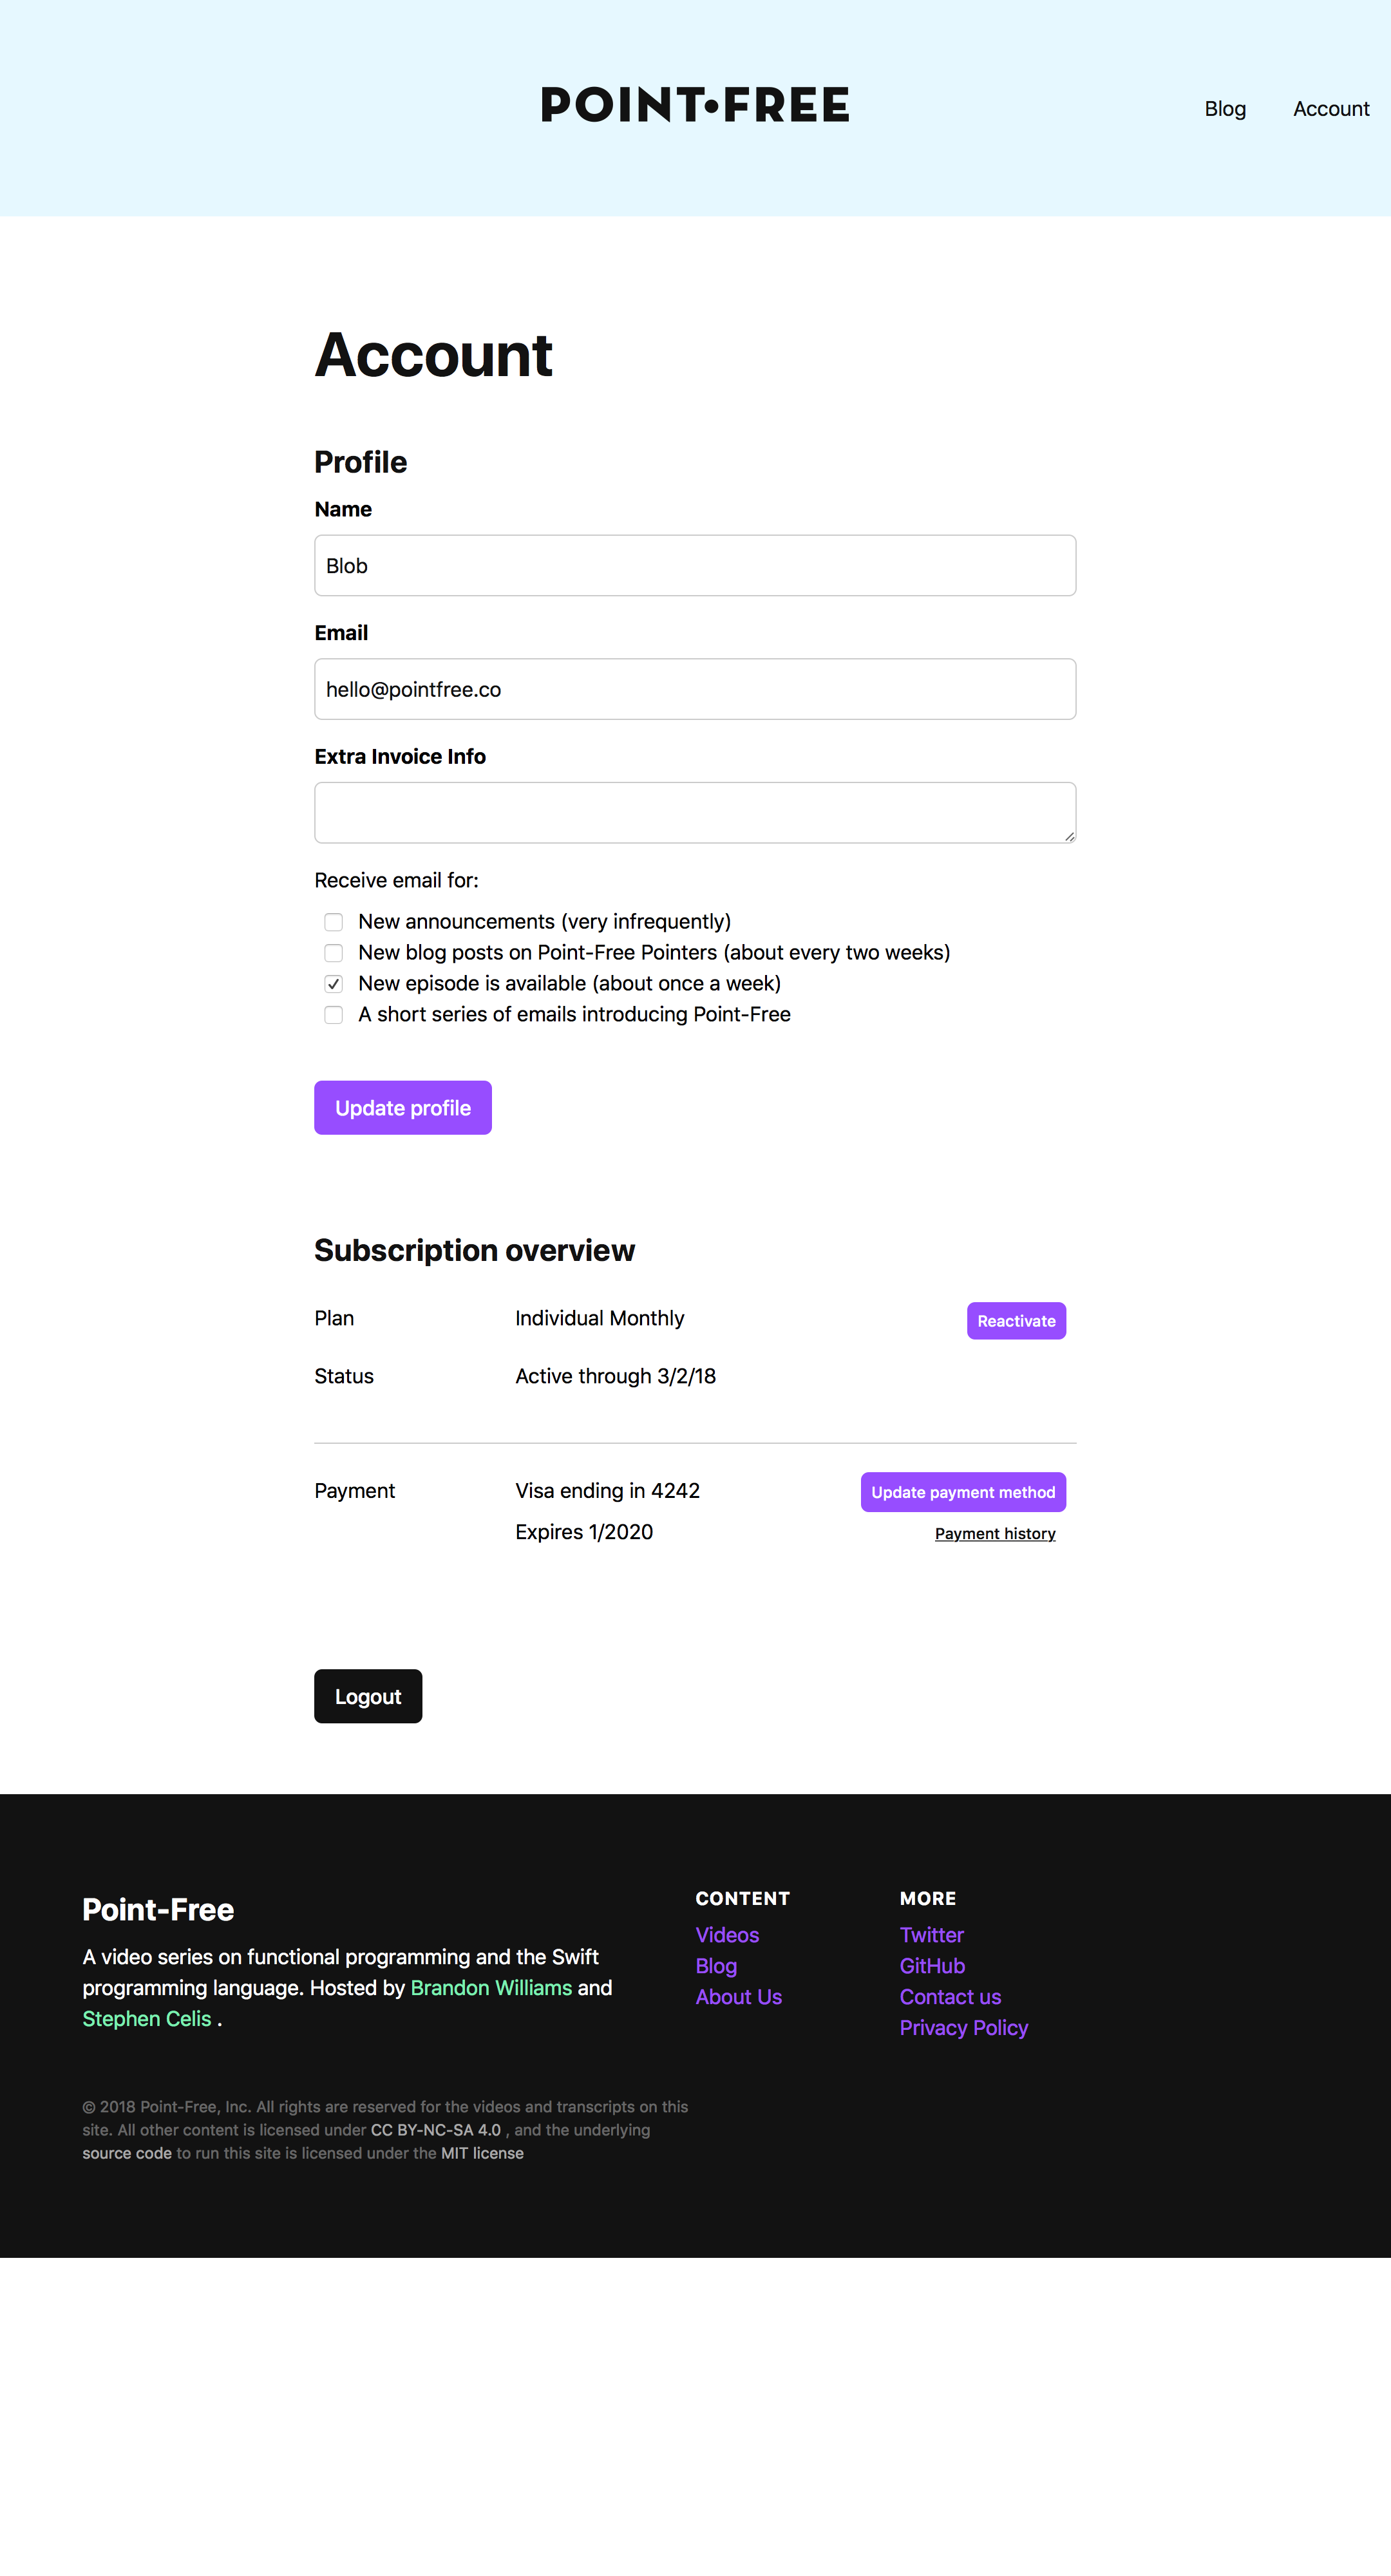 POINT•FREE
Blog
Account
Account
Profile
Name
Blob
Email
hello@pointfree.co
Extra Invoice Info
Receive email for:
New announcements (very infrequently)
New blog posts on Point-Free Pointers (about every two weeks)
New episode is available (about once a week)
A short series of emails introducing Point-Free
Update profile
Subscription overview
Plan
Individual Monthly
Reactivate
Status
Active through 3/2/18
Payment
Visa ending in 4242
Update payment method
Expires 1/2020
Payment history
Logout
Point-Free
A video series on functional programming and the Swift
programming language. Hosted by Brandon Williams and
Stephen Celis .
CONTENT
Videos
Blog
About Us
MORE
Twitter
GitHub
Contact us
Privacy Policy
© 2018 Point-Free, Inc. All rights are reserved for the videos and transcripts on this
site. All other content is licensed under CC BY-NC-SA 4.0 , and the underlying
source code to run this site is licensed under the MIT license